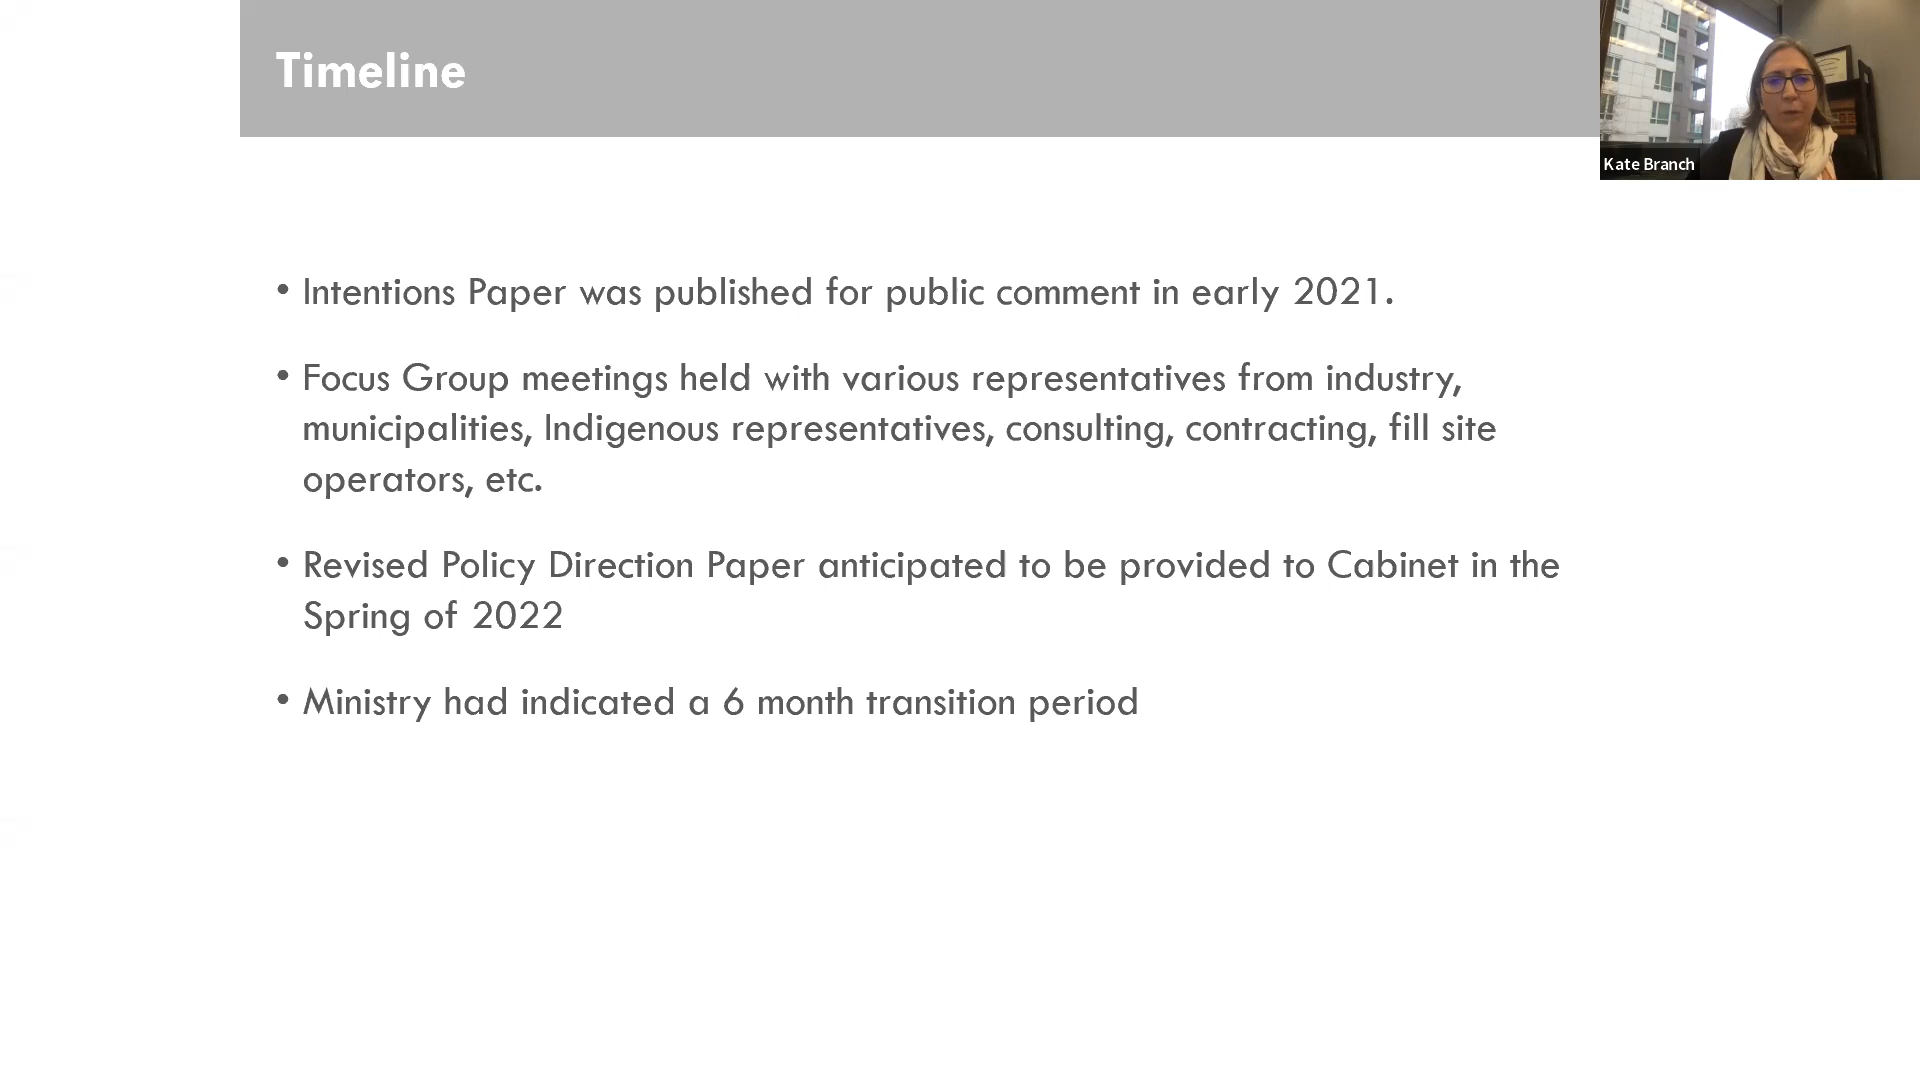 Timeline
Kate Branch
• Intentions Paper was published for public comment in early 2021.
• Focus Group meetings held with various representatives from industry,
municipalities, Indigenous representatives, consulting, contracting, fill site
operators, etc.
• Revised Policy Direction Paper anticipated to be provided to Cabinet in the
Spring of 2022
• Ministry had indicated a 6 month transition period